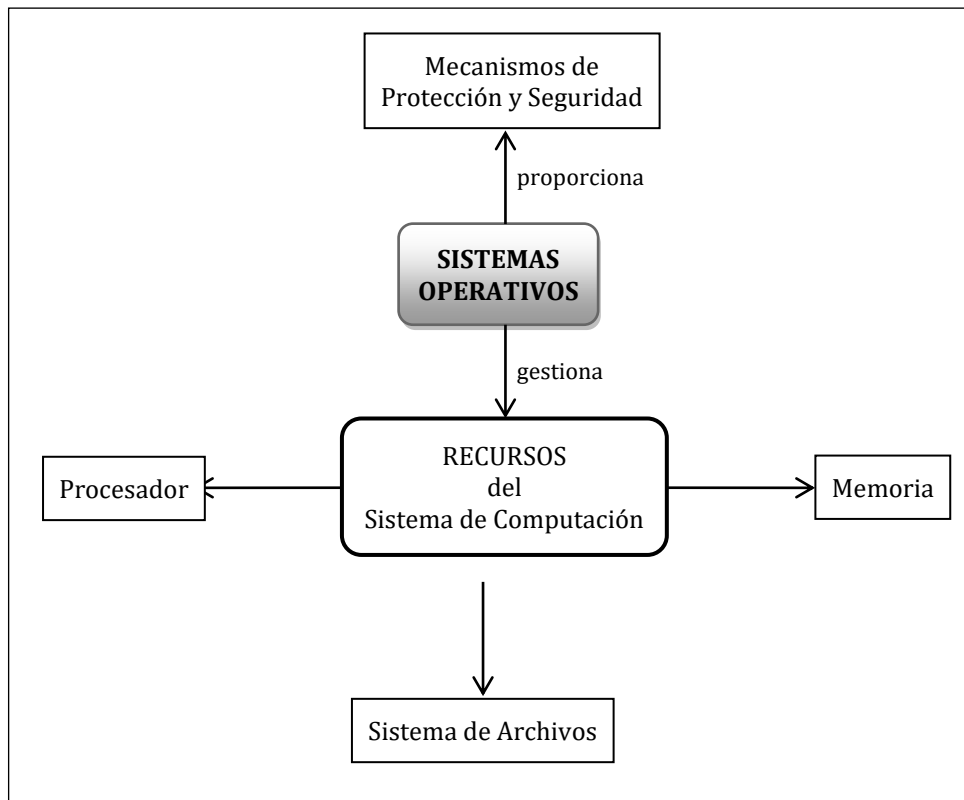 Mecanismos de
Protección y Seguridad
proporciona
SISTEMAS
OPERATIVOS
gestiona
RECURSOS
del
Sistema de Computación
Procesador
Memoria
Sistema de Archivos